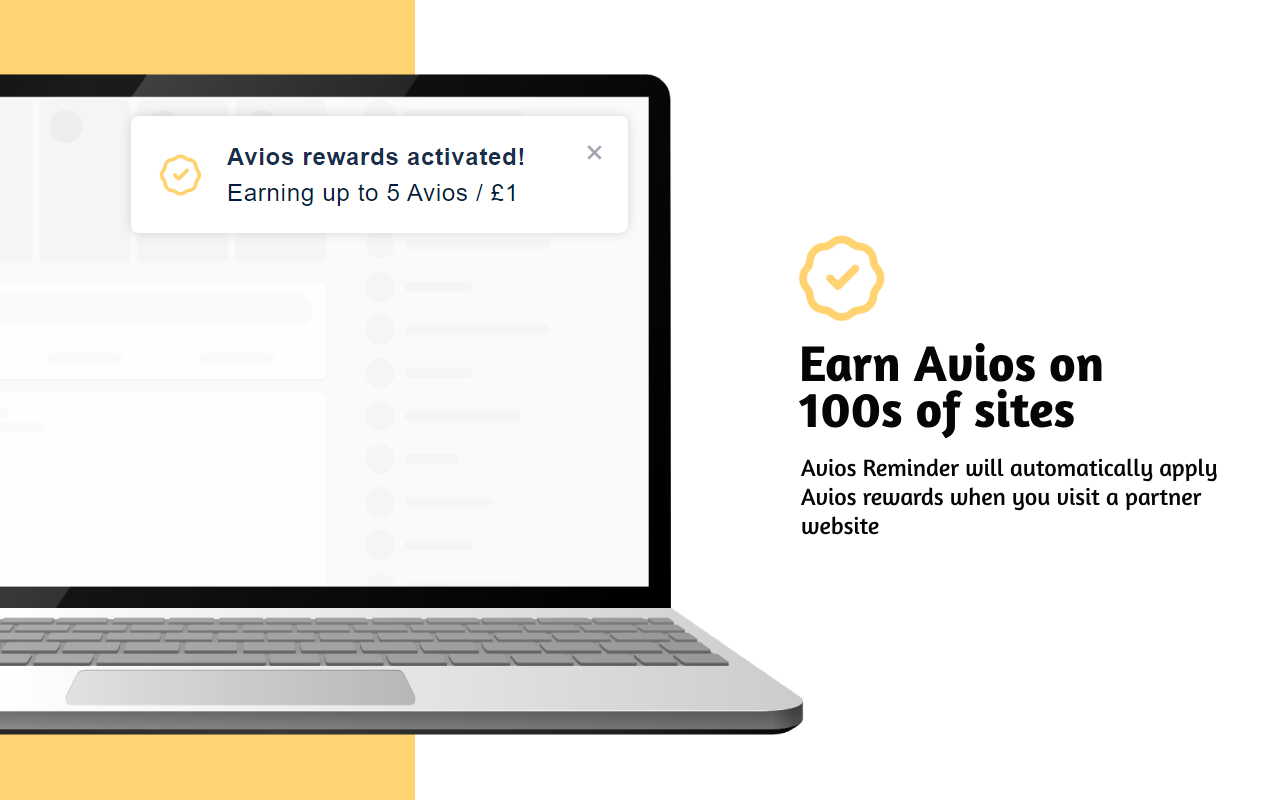 Avios rewards activated!
Earning up to 5 Avios / £1
Earn Avios on
100s of sites
Avios Reminder will automatically apply
Avios rewards when you visit a partner
website